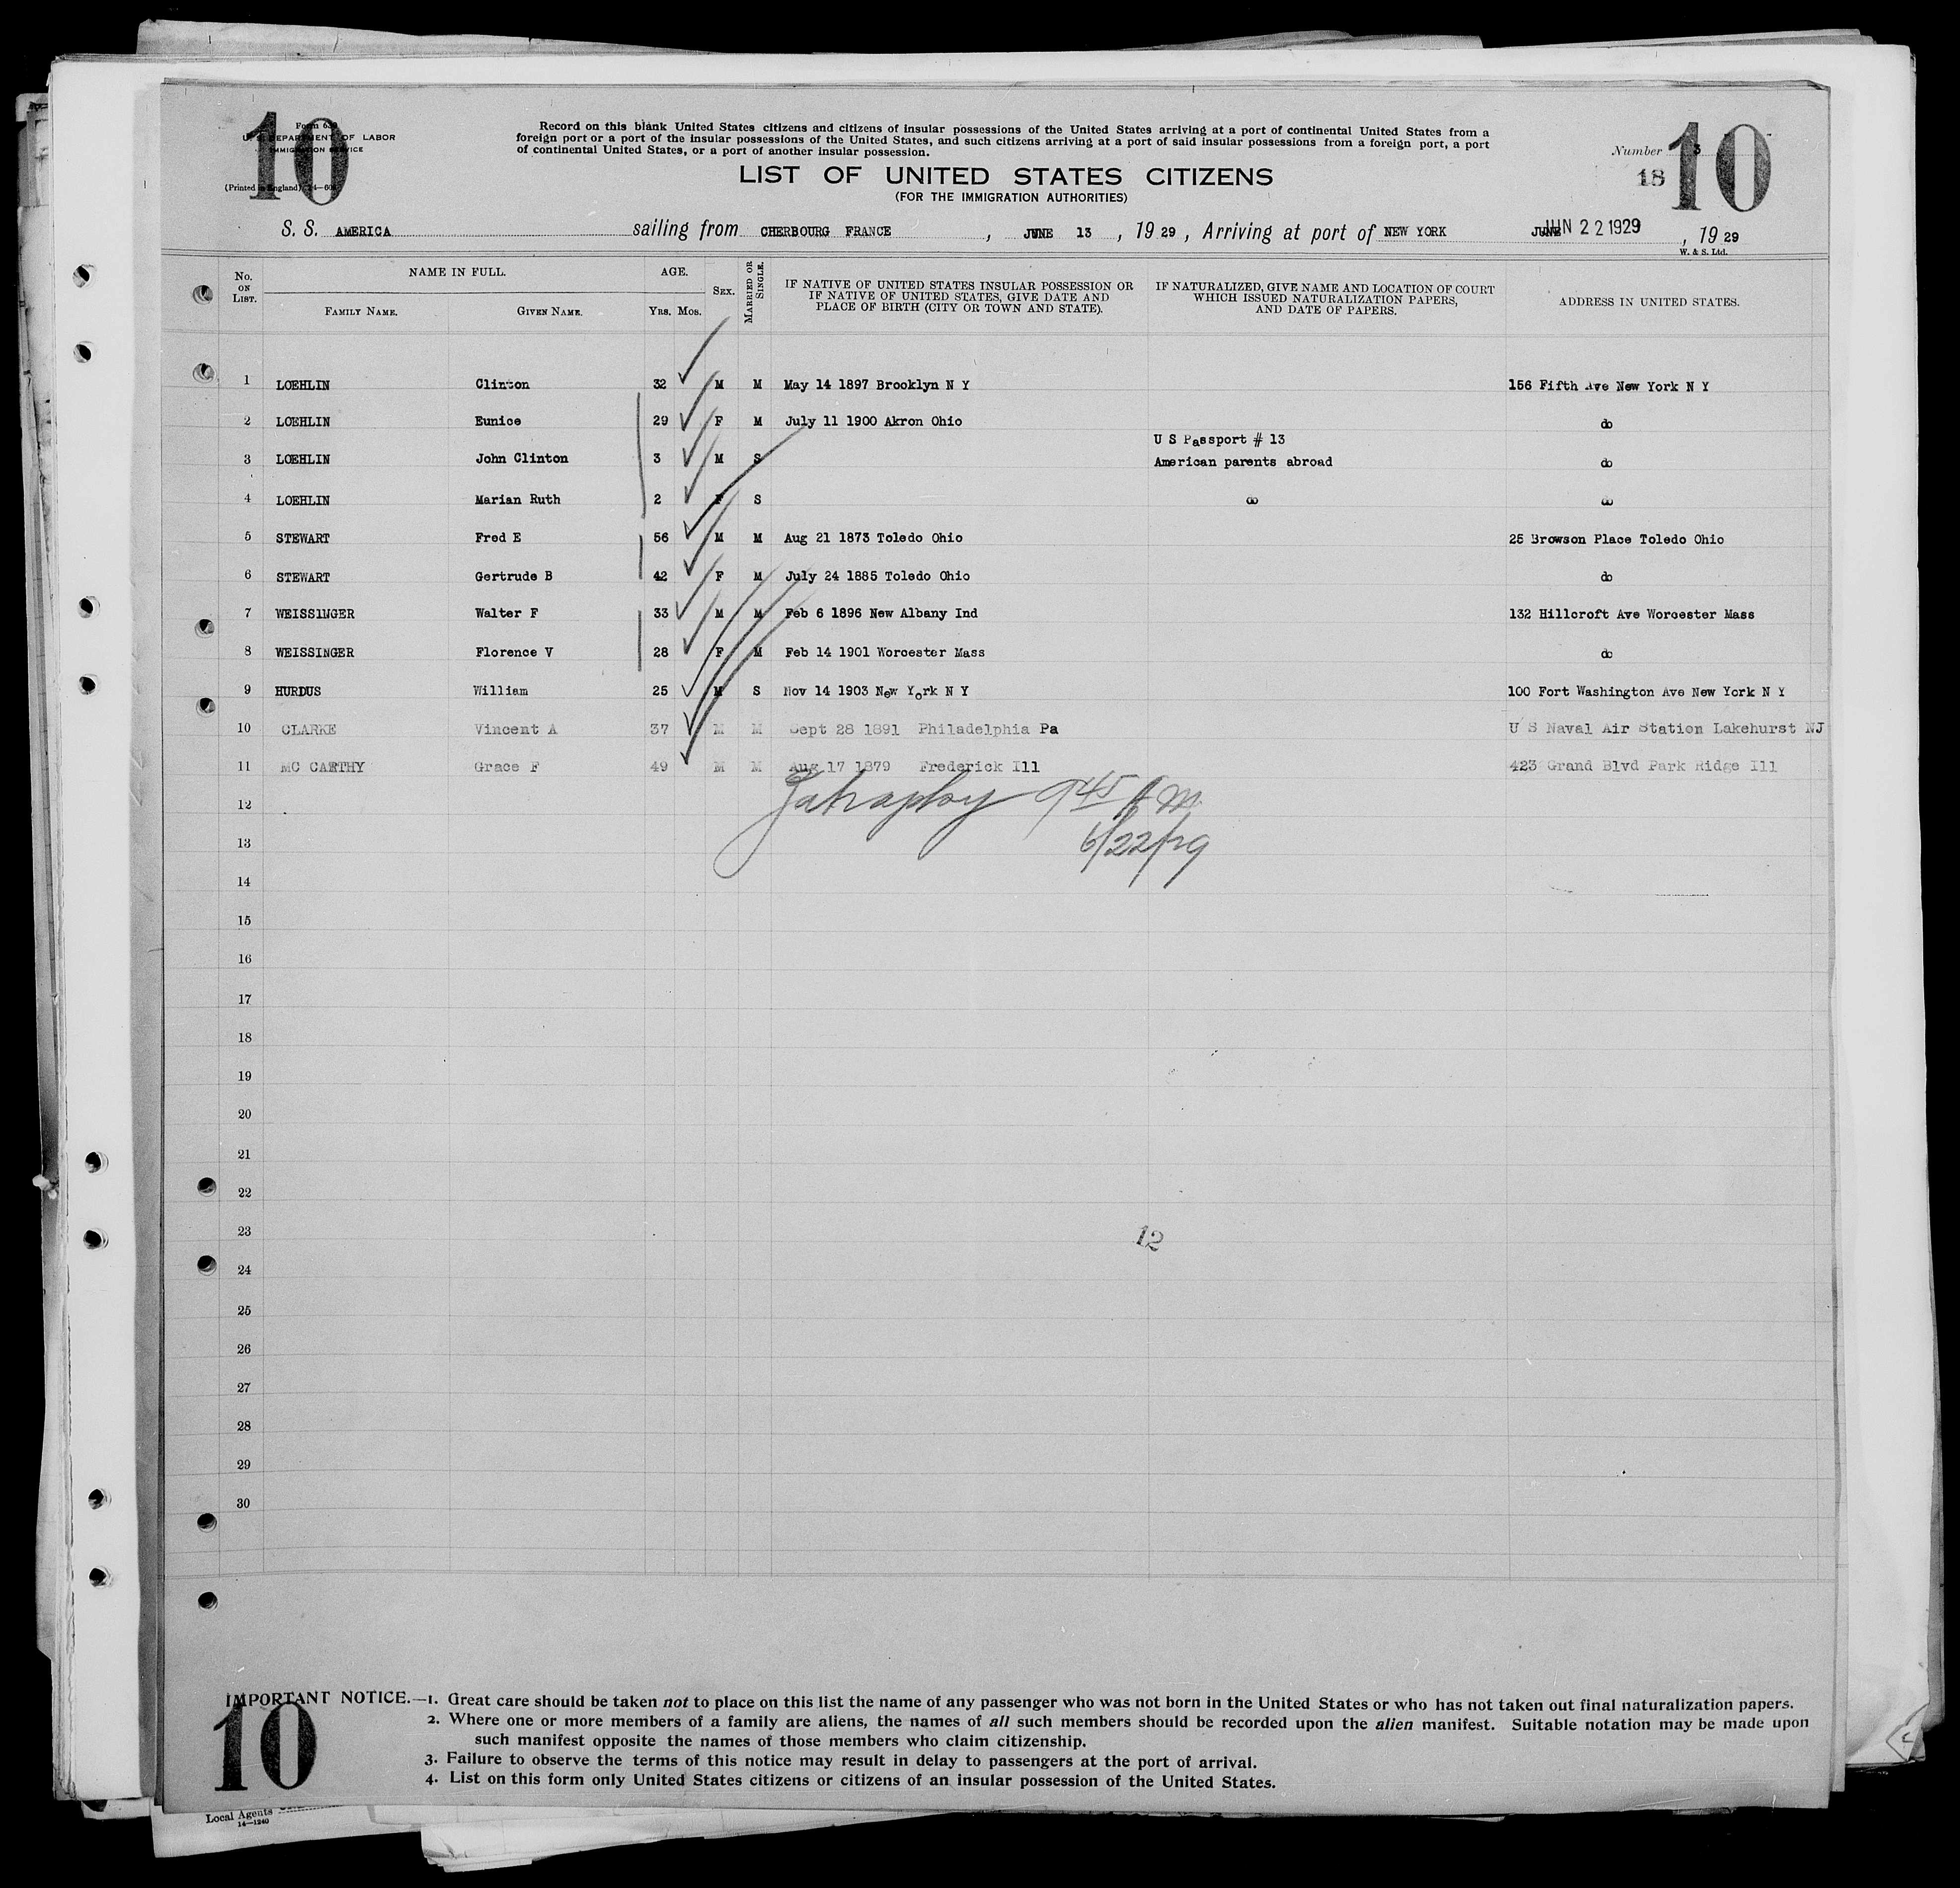 10
Form 630
U. S. DEPARTMENT OF LABOR
IMMIGRATION SERVICE
(Printed in England) 14—608
Record on this blank United States citizens and citizens of insular possessions of the United States arriving at a port of continental United States from a
foreign port or a port of the insular possessions of the United States, and such citizens arriving at a port of said insular possessions from a foreign port, a port
of continental United States, or a port of another insular possession.
Number 3
18
10
LIST OF UNITED STATES CITIZENS
(FOR THE IMMIGRATION AUTHORITIES)
S. S. AMERICA sailing from CHERBOURG FRANCE, JUNE 13, 1929, Arriving at port of NEW YORK JUNE JUN 22 1929, 1929
W. & S. Ltd.
No. ON LIST. NAME IN FULL. AGE. SEX. MARRIED OR SINGLE. IF NATIVE OF UNITED STATES INSULAR POSSESSION OR IF NATIVE OF UNITED STATES, GIVE DATE AND PLACE OF BIRTH (CITY OR TOWN AND STATE). IF NATURALIZED, GIVE NAME AND LOCATION OF COURT WHICH ISSUED NATURALIZATION PAPERS, AND DATE OF PAPERS. ADDRESS IN UNITED STATES.
FAMILY NAME. GIVEN NAME. YRS. MOS.
1 LOEHLIN Clinton 32 M M May 14 1897 Brooklyn N Y 156 Fifth Ave New York N Y
2 LOEHLIN Eunice 29 F M July 11 1900 Akron Ohio do
U S Passport # 13
3 LOEHLIN John Clinton 3 M S American parents abroad do
4 LOEHLIN Marian Ruth 2 F S do do
5 STEWART Fred E 56 M M Aug 21 1873 Toledo Ohio 25 Browson Place Toledo Ohio
6 STEWART Gertrude B 42 F M July 24 1885 Toledo Ohio do
7 WEISSINGER Walter F 33 M M Feb 6 1896 New Albany Ind 132 Hillcroft Ave Worcester Mass
8 WEISSINGER Florence V 28 F M Feb 14 1901 Worcester Mass do
9 HURDUS William 25 M S Nov 14 1903 New York N Y 100 Fort Washington Ave New York N Y
10 CLARKE Vincent A 37 M M Sept 28 1891 Philadelphia Pa U S Naval Air Station Lakehurst NJ
11 MC CARTHY Grace F 49 M M Aug 17 1879 Frederick Ill 423 Grand Blvd Park Ridge Ill
12 9 45 A M
13 6/22/29
14
15
16
17
18
19
20
21
22
23
12
24
25
26
27
28
29
30
IMPORTANT NOTICE.—1. Great care should be taken not to place on this list the name of any passenger who was not born in the United States or who has not taken out final naturalization papers.
2. Where one or more members of a family are aliens, the names of all such members should be recorded upon the alien manifest. Suitable notation may be made upon
such manifest opposite the names of those members who claim citizenship.
3. Failure to observe the terms of this notice may result in delay to passengers at the port of arrival.
4. List on this form only United States citizens or citizens of an insular possession of the United States.
10
Local Agents
14—1240